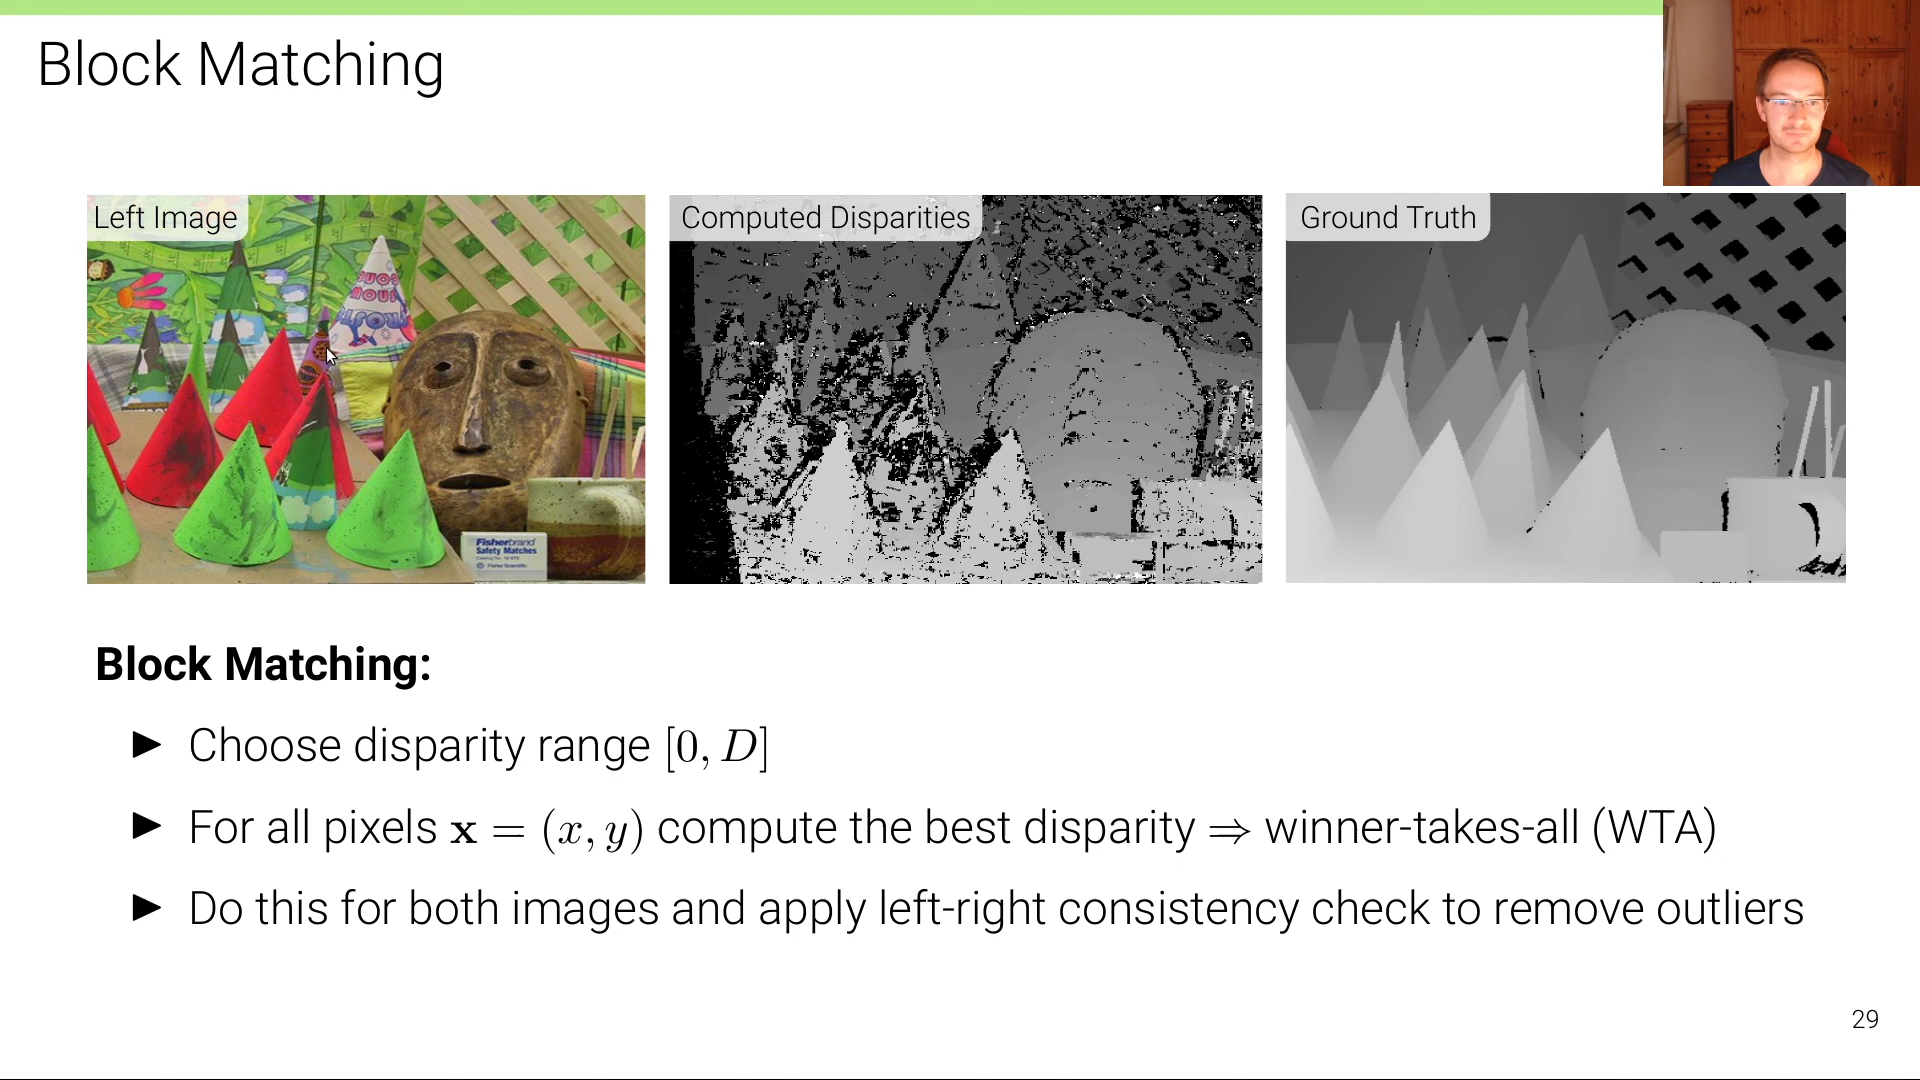 Block Matching
Left Image
Computed Disparities
Ground Truth
Fisherbrand
Safety Matches
Fisher Scientific
Block Matching:
► Choose disparity range [0, D]
► For all pixels x = (x, y) compute the best disparity ⇒ winner-takes-all (WTA)
► Do this for both images and apply left-right consistency check to remove outliers
29